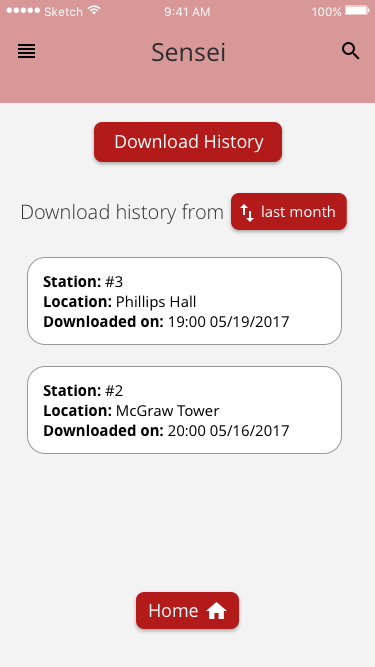 Sketch 9:41 AM 100%
Sensei
Download History
Download history from last month
Station: #3
Location: Phillips Hall
Downloaded on: 19:00 05/19/2017
Station: #2
Location: McGraw Tower
Downloaded on: 20:00 05/16/2017
Home